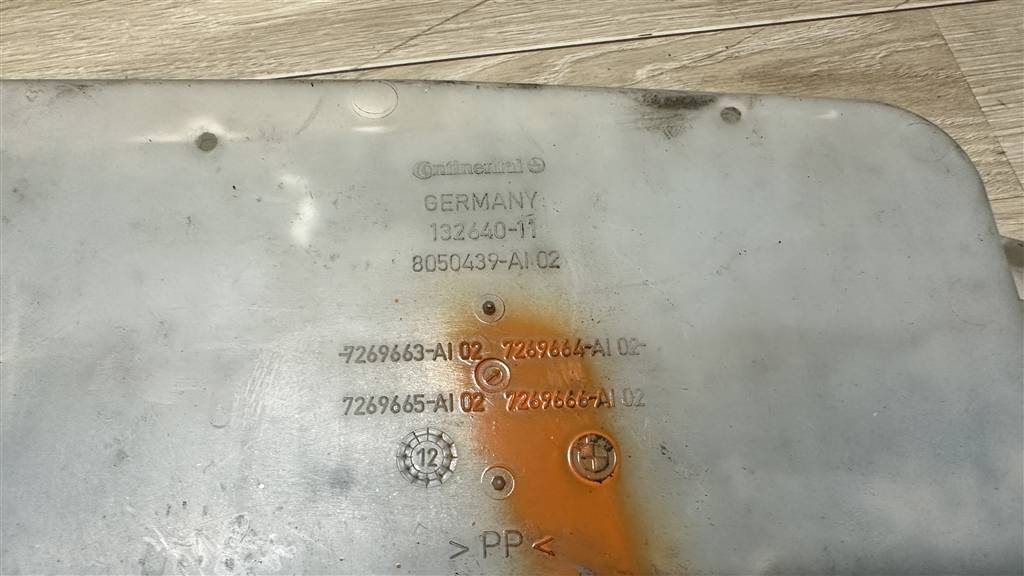 Continental
GERMANY
132640-11
8050439-AI 02
7269663-AI 02 7269664-AI 02
7269665-AI 02 7269666-AI 02
12
> PP <